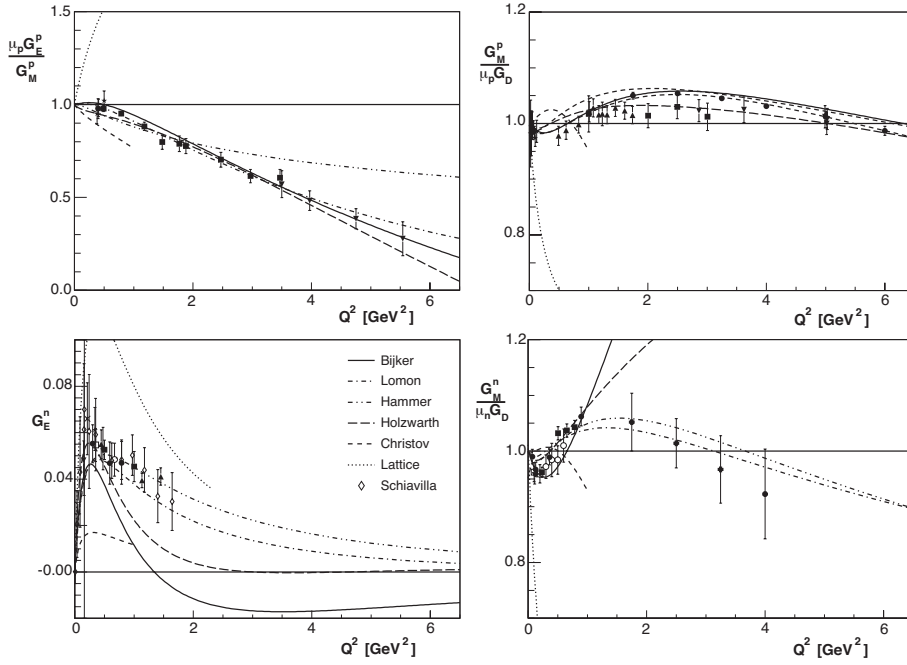 1.5
μpGEp
GMp
1.0
0.5
0.0
0 2 4 6
Q2 [GeV2]
1.2
GMp
μpGD
1.0
0.8
0 2 4 6
Q2 [GeV2]
0.08
GEn
0.04
-0.00
Bijker
Lomon
Hammer
Holzwarth
Christov
Lattice
Schiavilla
0 2 4 6
Q2 [GeV2]
1.2
GMn
μnGD
1.0
0.8
0 2 4 6
Q2 [GeV2]